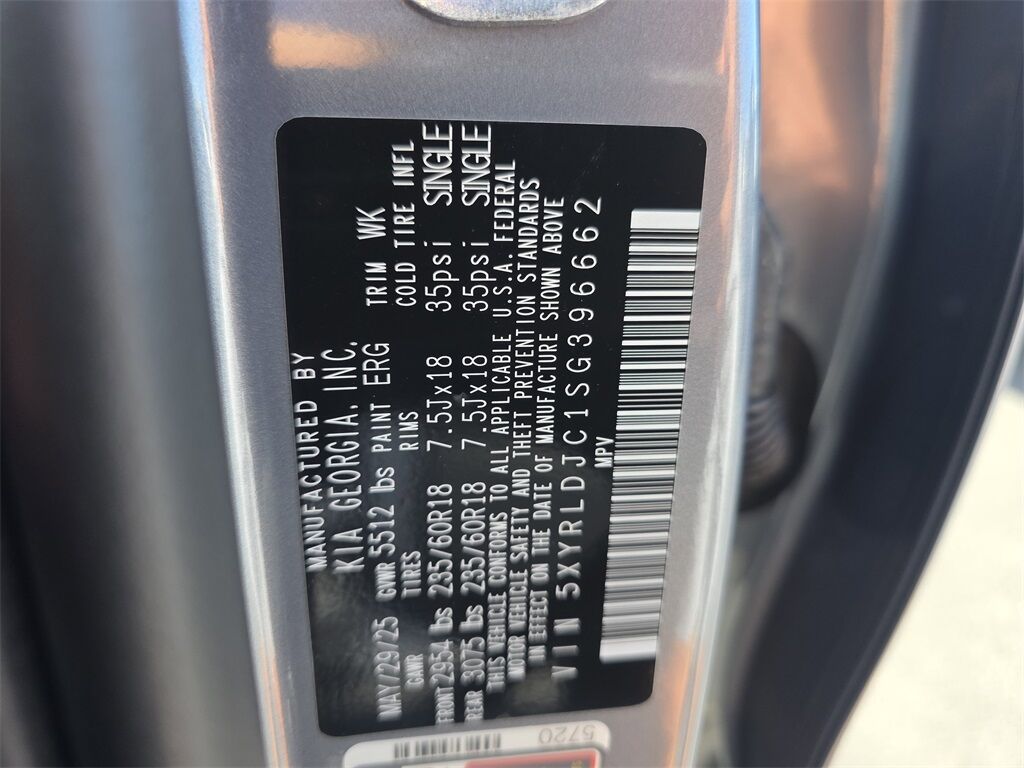 MANUFACTURED BY
KIA GEORGIA, INC.
MAY/29/25 GVWR 5512 lbs PAINT ERG TRIM WK
GAWR TIRES RIMS COLD TIRE INFL
FRONT 2954 lbs 235/60R18 7.5Jx18 35psi SINGLE
REAR 3075 lbs 235/60R18 7.5Jx18 35psi SINGLE
THIS VEHICLE CONFORMS TO ALL APPLICABLE U.S.A. FEDERAL
MOTOR VEHICLE SAFETY AND THEFT PREVENTION STANDARDS
IN EFFECT ON THE DATE OF MANUFACTURE SHOWN ABOVE
VIN 5XYRLDJC1SG396662
MPV
5720